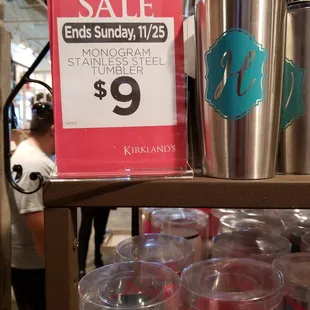 SALE
Ends Sunday, 11/25
MONOGRAM
STAINLESS STEEL
TUMBLER
$9
KIRKLAND'S
H